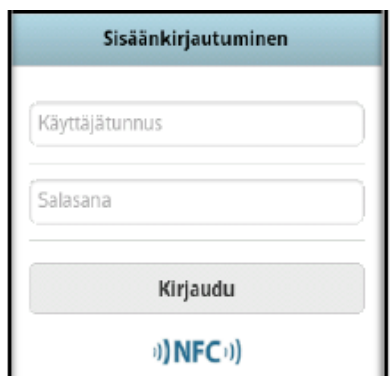 Sisäänkirjautuminen
Käyttäjätunnus
Salasana
Kirjaudu
NFC